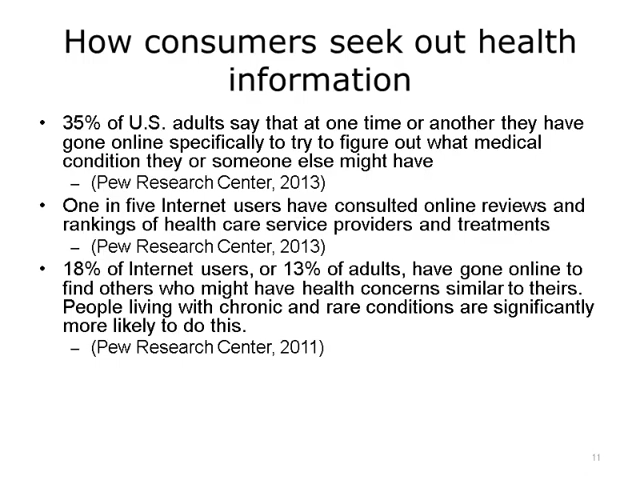 How consumers seek out health
information
• 35% of U.S. adults say that at one time or another they have
gone online specifically to try to figure out what medical
condition they or someone else might have
– (Pew Research Center, 2013)
• One in five Internet users have consulted online reviews and
rankings of health care service providers and treatments
– (Pew Research Center, 2013)
• 18% of Internet users, or 13% of adults, have gone online to
find others who might have health concerns similar to theirs.
People living with chronic and rare conditions are significantly
more likely to do this.
– (Pew Research Center, 2011)
11